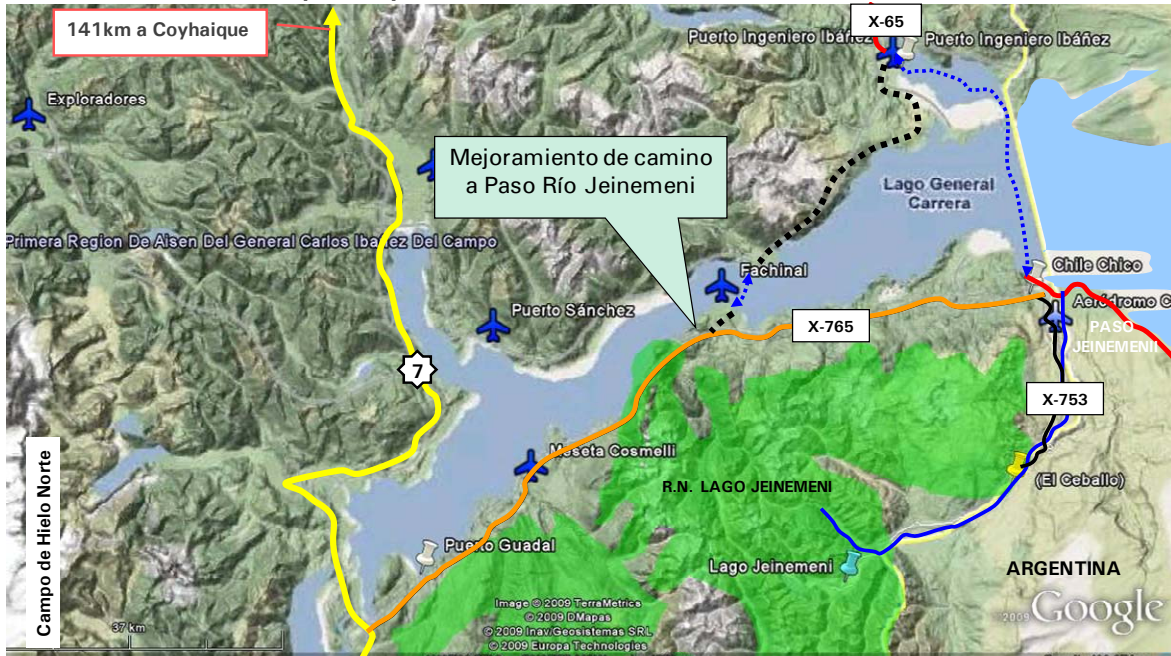 141km a Coyhaique
X-65
Puerto Ingeniero Ibáñez
Puerto Ingeniero Ibáñez
Exploradores
Mejoramiento de camino
a Paso Río Jeinemeni
Lago General
Carrera
Primera Region De Aisen Del General Carlos Ibañez Del Campo
Fachinal
Chile Chico
Puerto Sánchez
X-765
Aeródromo C
PASO
JEINEMENII
7
X-753
Meseta Cosmelli
R.N. LAGO JEINEMENI
(El Ceballo)
Puerto Guadal
Lago Jeinemeni
ARGENTINA
Campo de Hielo Norte
37 km
Image © 2009 TerraMetrics
© 2009 DMapas
© 2009 Inav/Geosistemas SRL
© 2009 Europa Technologies
2009 Google